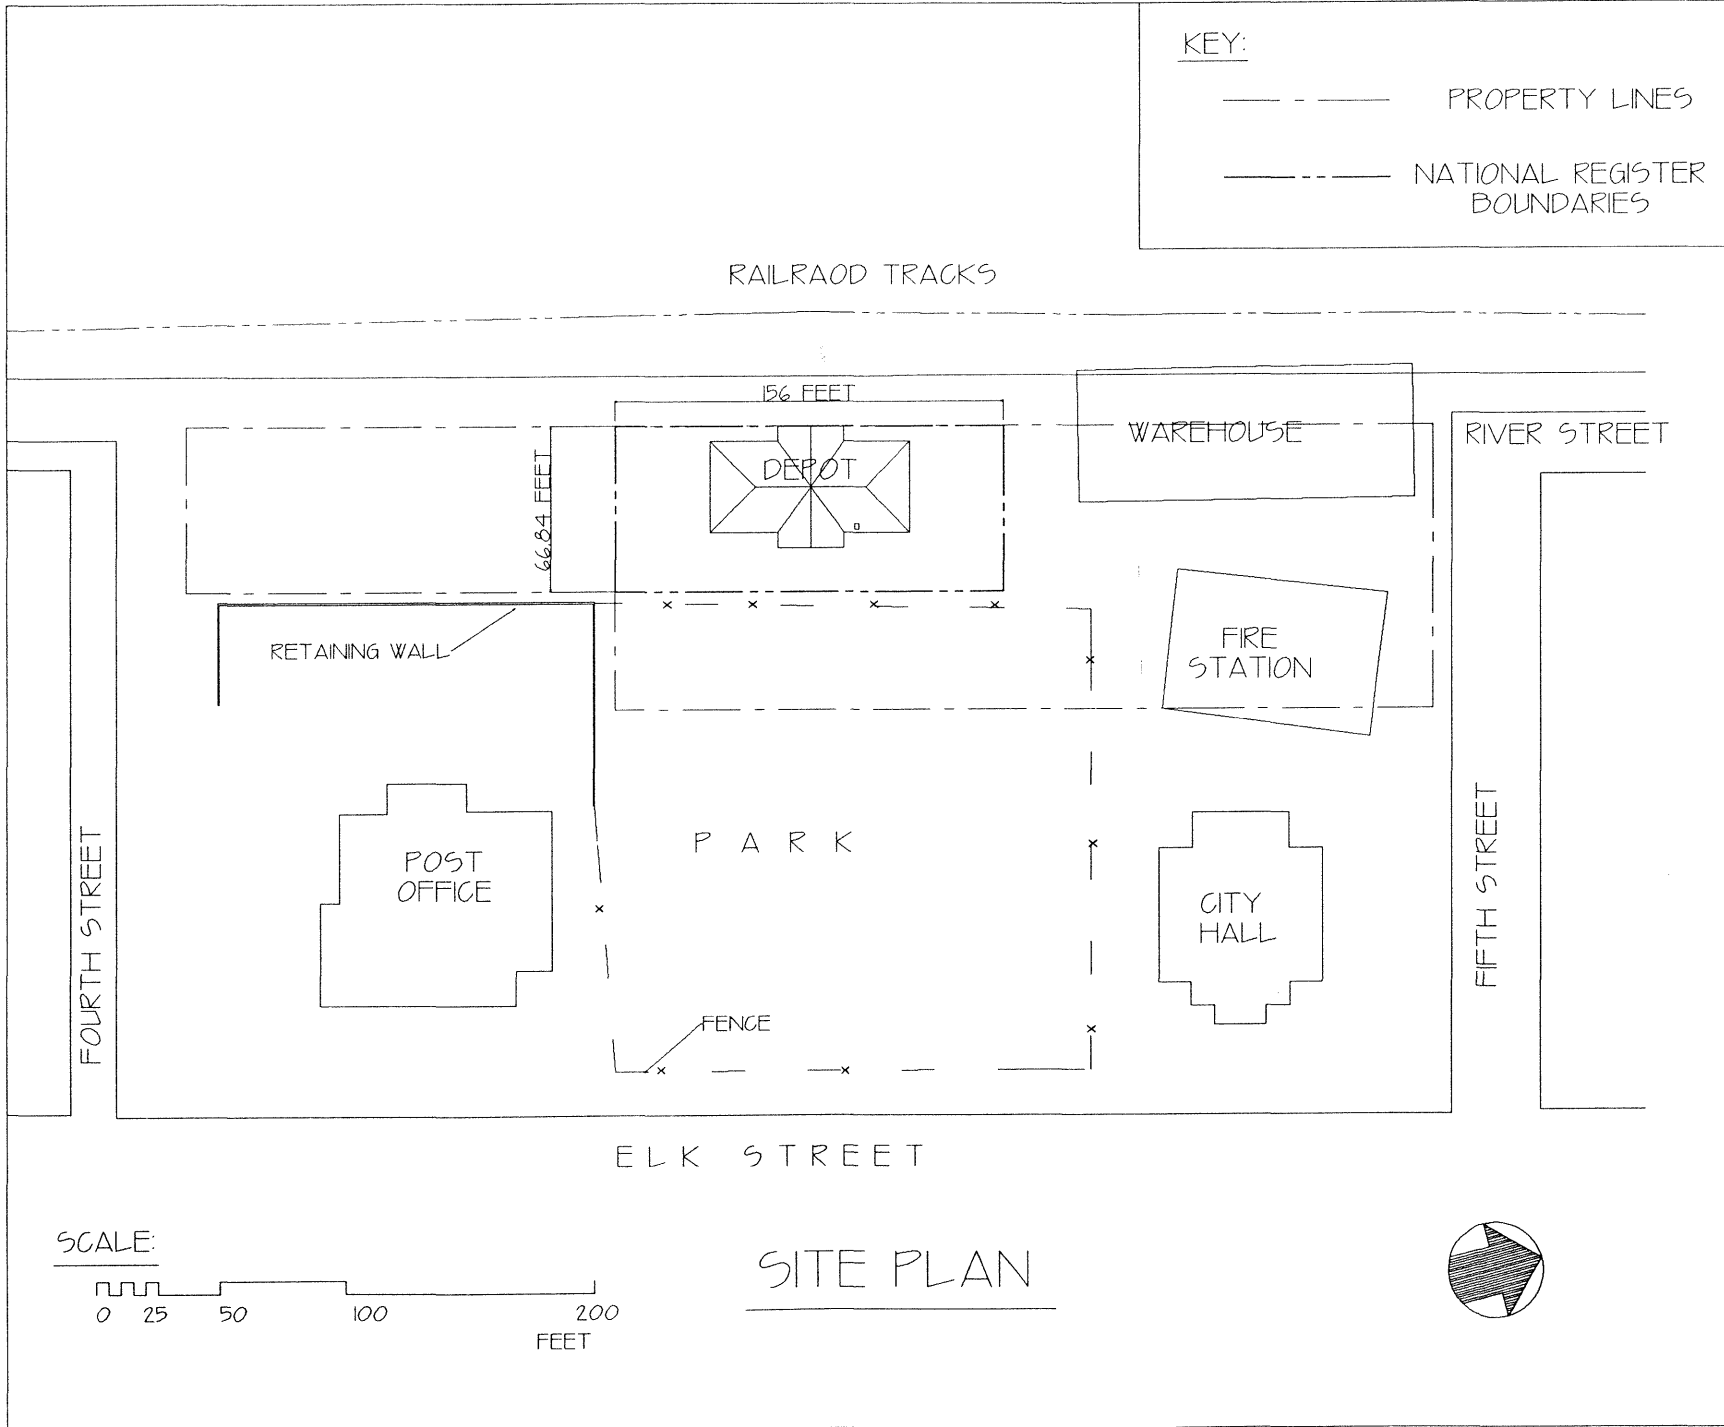 KEY:
PROPERTY LINES
NATIONAL REGISTER
BOUNDARIES
RAILRAOD TRACKS
156 FEET
WAREHOUSE
RIVER STREET
DEPOT
66.84 FEET
RETAINING WALL
FIRE
STATION
PARK
POST
OFFICE
CITY
HALL
FOURTH STREET
FIFTH STREET
FENCE
ELK STREET
SCALE:
0 25 50 100 200
FEET
SITE PLAN